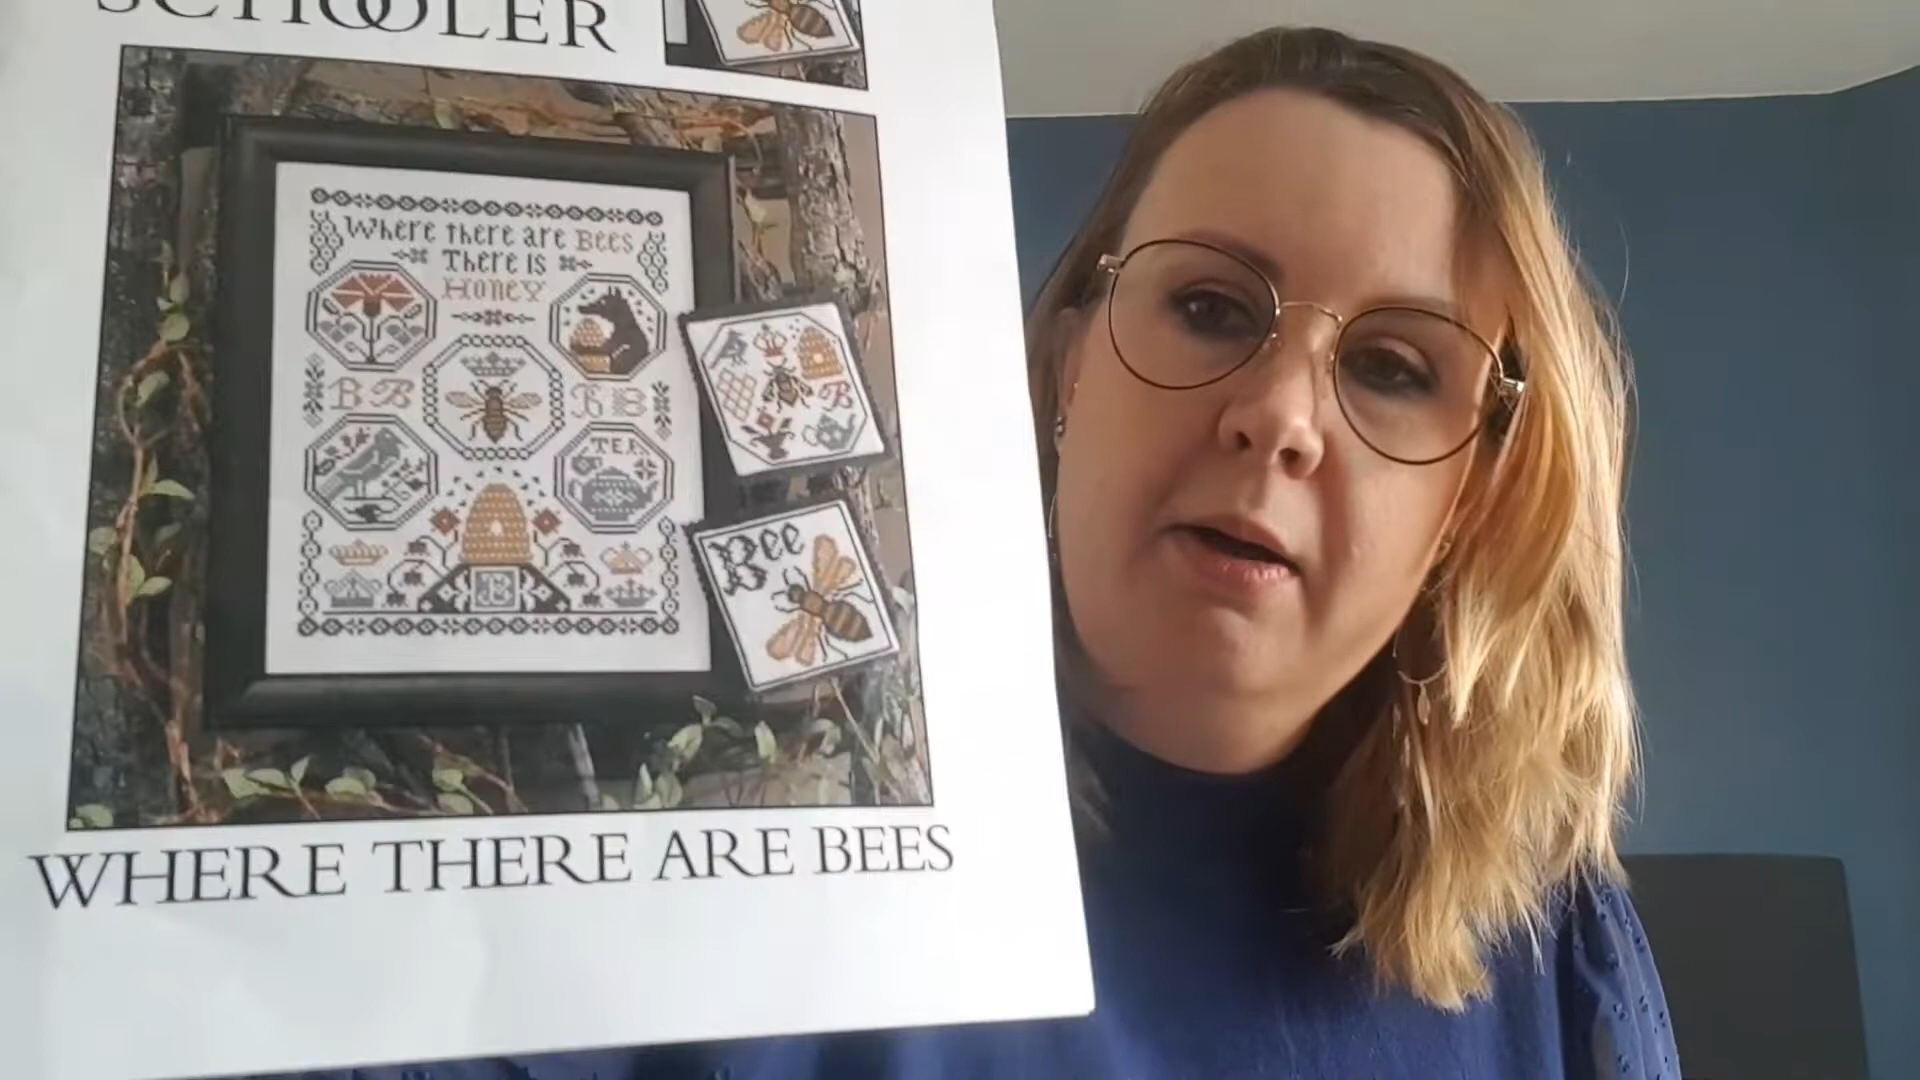 SCHOOLER
Where there are Bees
There is
Honey
B B
B B
TEA
B
B
Bee
WHERE THERE ARE BEES